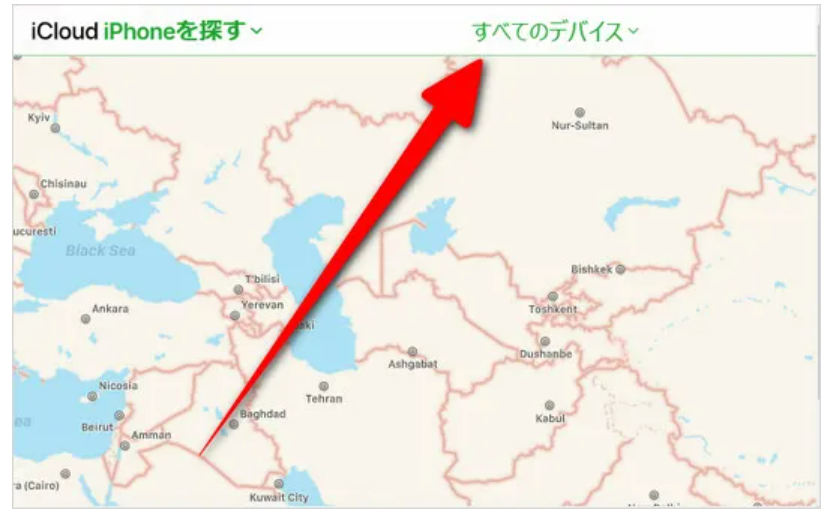 iCloud iPhoneを探す
すべてのデバイス
Kyiv
Nur-Sultan
Chisinau
ucuresti
Black Sea
Bishkek
T'bilisi
Ankara
Yerevan
Toshkent
Dushanbe
Ashgabat
Nicosia
Tehran
Baghdad
Kabul
Beirut
Amman
a (Cairo)
Kuwait City